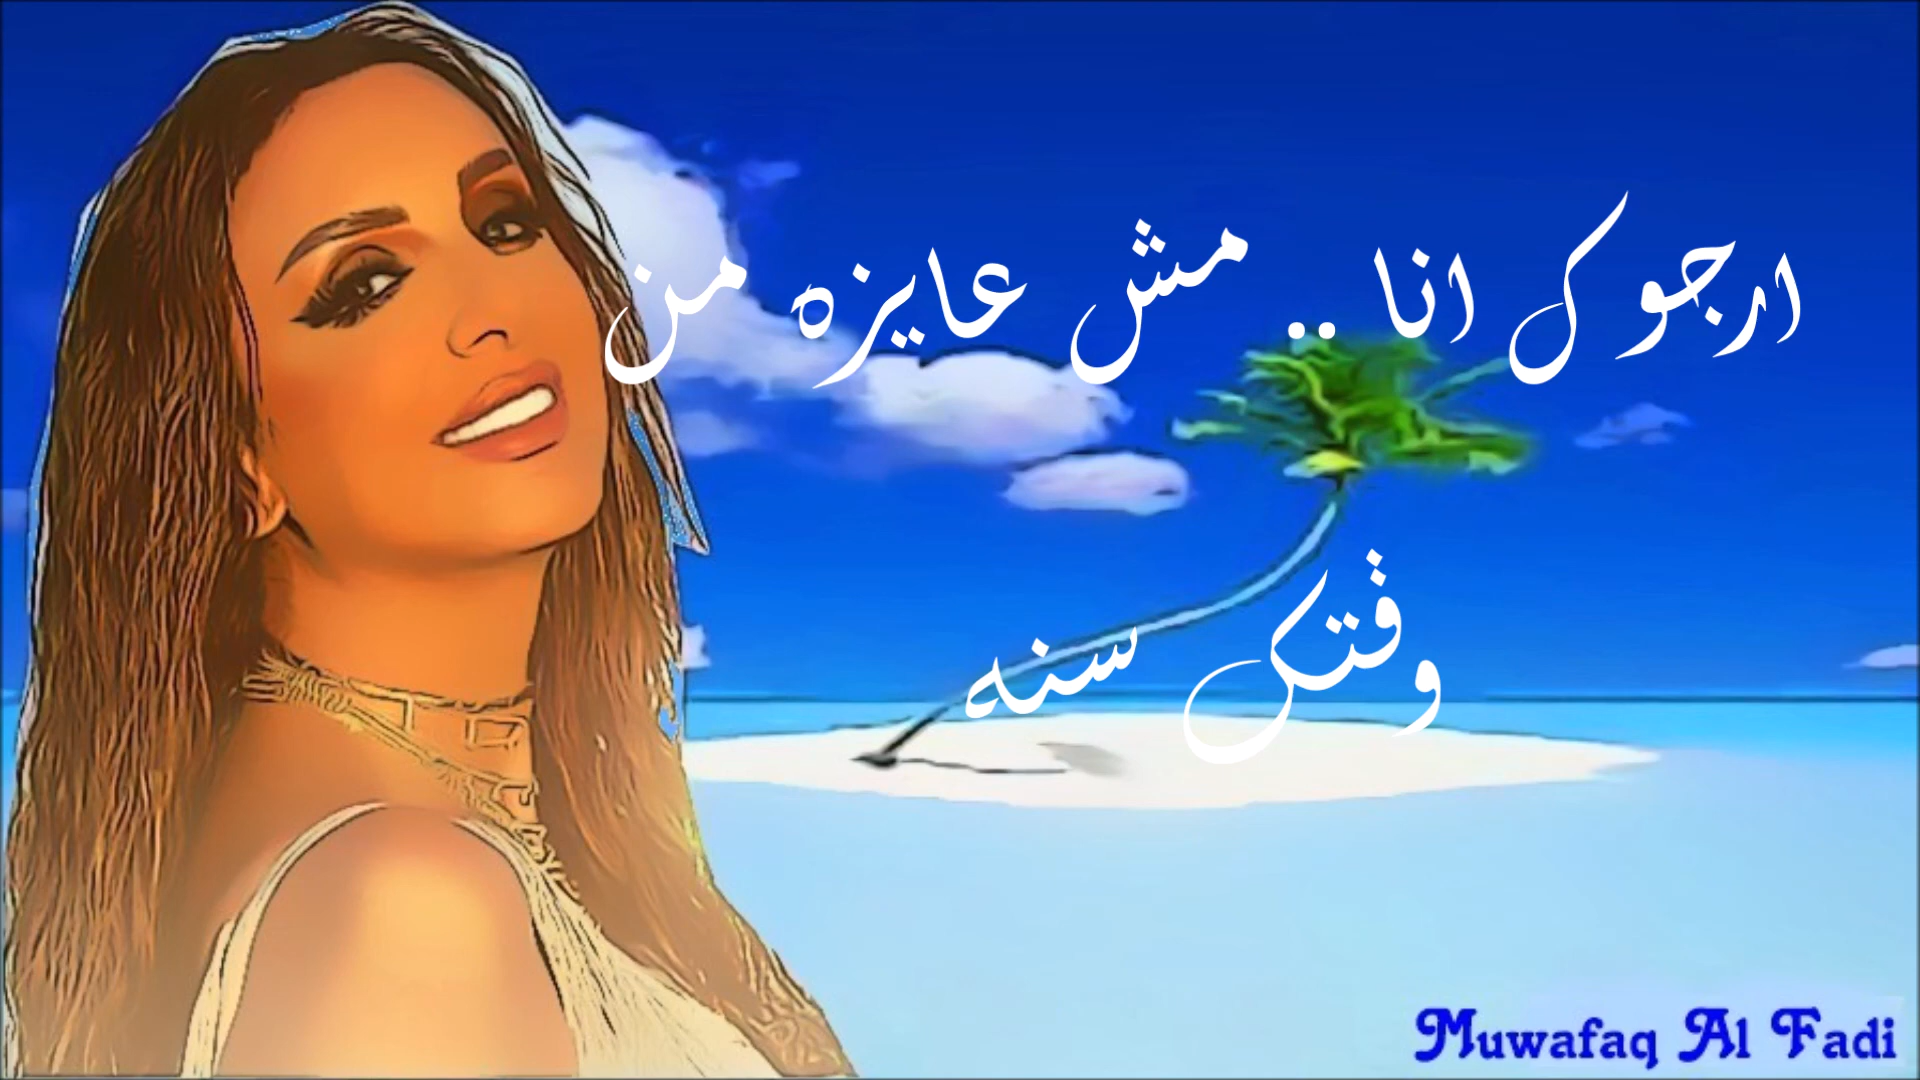 ارجوك انا .. مش عايزه من
وقتك سنه
Muwafaq Al Fadi